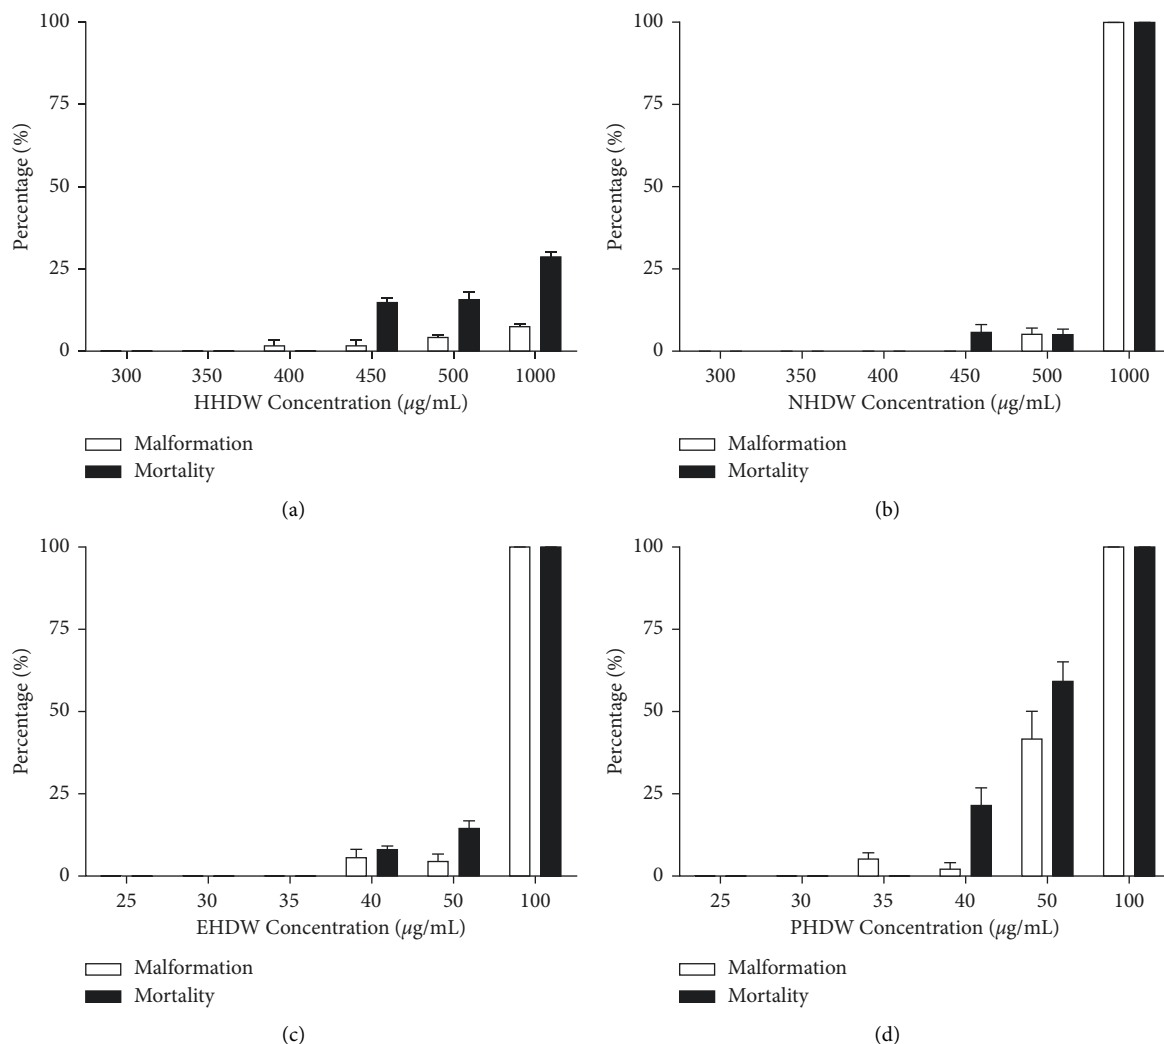 100
75
50
25
0
Percentage (%)
300 350 400 450 500 1000
HHDW Concentration (μg/mL)
Malformation
Mortality
(a)
100
75
50
25
0
Percentage (%)
300 350 400 450 500 1000
NHDW Concentration (μg/mL)
Malformation
Mortality
(b)
100
75
50
25
0
Percentage (%)
25 30 35 40 50 100
EHDW Concentration (μg/mL)
Malformation
Mortality
(c)
100
75
50
25
0
Percentage (%)
25 30 35 40 50 100
PHDW Concentration (μg/mL)
Malformation
Mortality
(d)